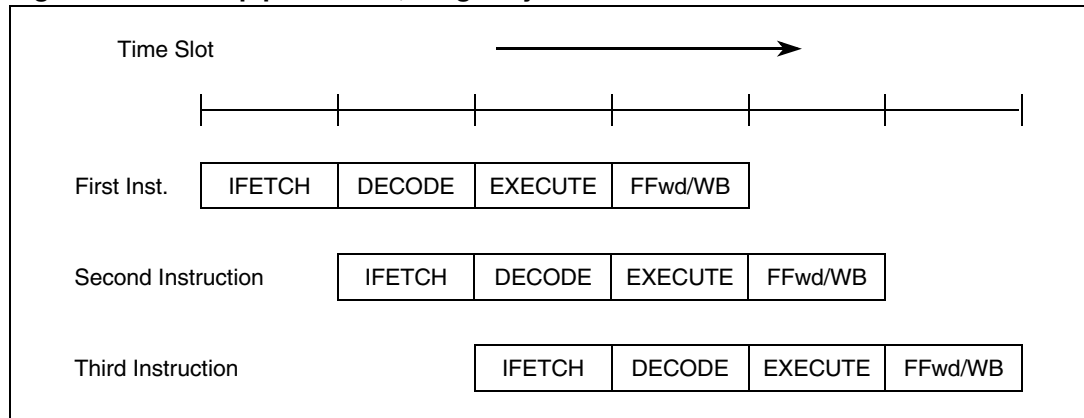 Time Slot
First Inst. IFETCH DECODE EXECUTE FFwd/WB
Second Instruction IFETCH DECODE EXECUTE FFwd/WB
Third Instruction IFETCH DECODE EXECUTE FFwd/WB